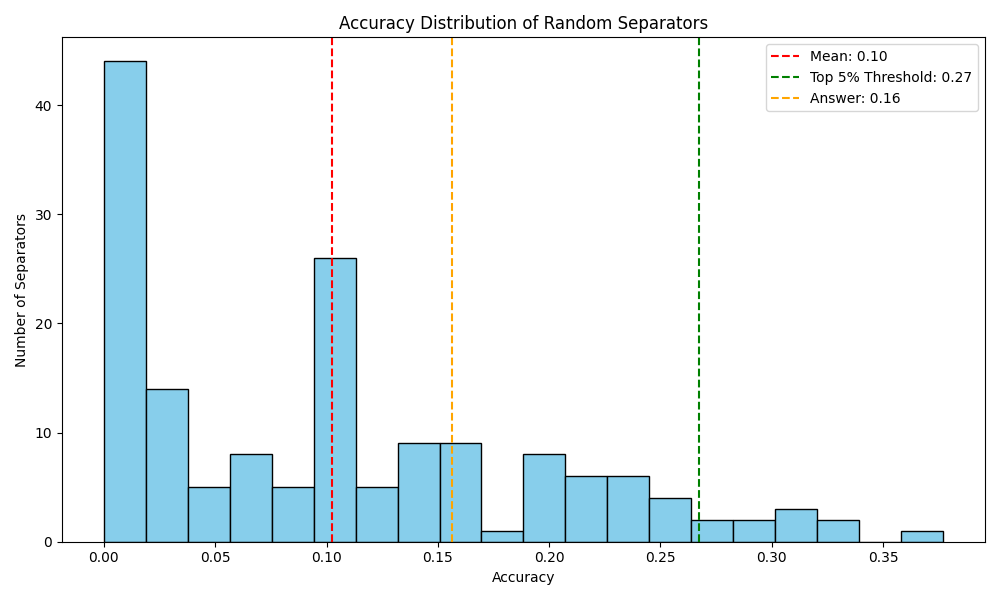 Accuracy Distribution of Random Separators
Mean: 0.10
Top 5% Threshold: 0.27
Answer: 0.16
Number of Separators
40
30
20
10
0
0.00 0.05 0.10 0.15 0.20 0.25 0.30 0.35
Accuracy